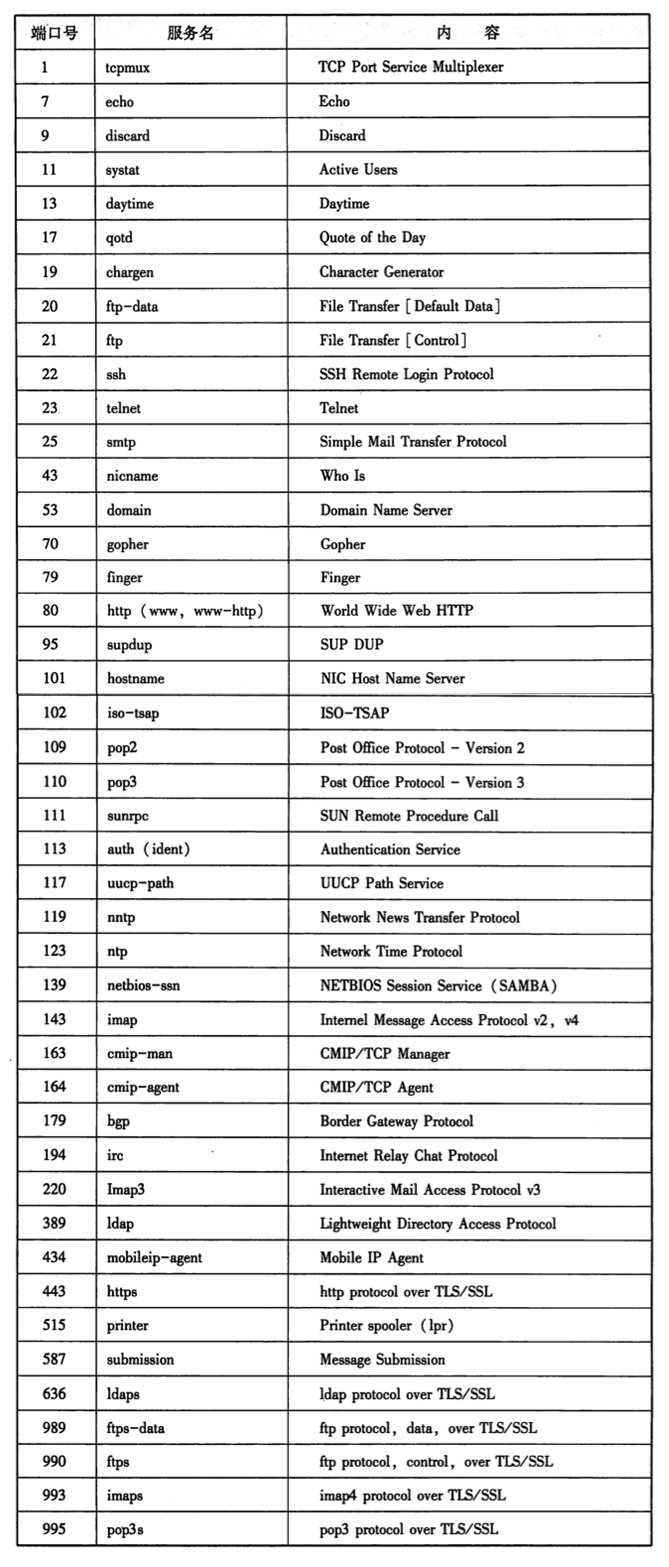 端口号 服务名 内 容
1 tcpmux TCP Port Service Multiplexer
7 echo Echo
9 discard Discard
11 systat Active Users
13 daytime Daytime
17 qotd Quote of the Day
19 chargen Character Generator
20 ftp-data File Transfer [Default Data]
21 ftp File Transfer [Control]
22 ssh SSH Remote Login Protocol
23 telnet Telnet
25 smtp Simple Mail Transfer Protocol
43 nicname Who Is
53 domain Domain Name Server
70 gopher Gopher
79 finger Finger
80 http (www, www-http) World Wide Web HTTP
95 supdup SUP DUP
101 hostname NIC Host Name Server
102 iso-tsap ISO-TSAP
109 pop2 Post Office Protocol - Version 2
110 pop3 Post Office Protocol - Version 3
111 sunrpc SUN Remote Procedure Call
113 auth (ident) Authentication Service
117 uucp-path UUCP Path Service
119 nntp Network News Transfer Protocol
123 ntp Network Time Protocol
139 netbios-ssn NETBIOS Session Service (SAMBA)
143 imap Internel Message Access Protocol v2, v4
163 cmip-man CMIP/TCP Manager
164 cmip-agent CMIP/TCP Agent
179 bgp Border Gateway Protocol
194 irc Internet Relay Chat Protocol
220 Imap3 Interactive Mail Access Protocol v3
389 ldap Lightweight Directory Access Protocol
434 mobileip-agent Mobile IP Agent
443 https http protocol over TLS/SSL
515 printer Printer spooler (lpr)
587 submission Message Submission
636 ldaps ldap protocol over TLS/SSL
989 ftps-data ftp protocol, data, over TLS/SSL
990 ftps ftp protocol, control, over TLS/SSL
993 imaps imap4 protocol over TLS/SSL
995 pop3s pop3 protocol over TLS/SSL